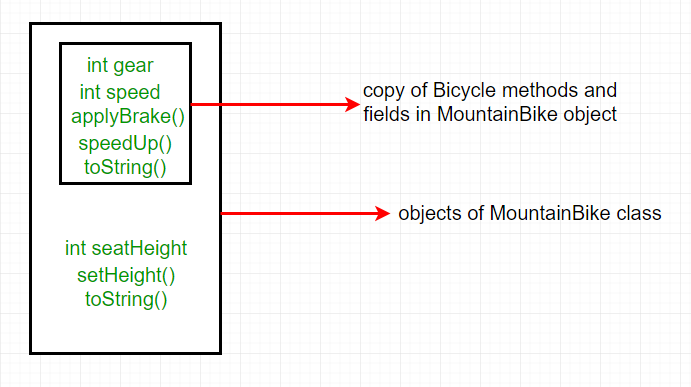 int gear
int speed
applyBrake()
speedUp()
toString()
copy of Bicycle methods and
fields in MountainBike object
objects of MountainBike class
int seatHeight
setHeight()
toString()